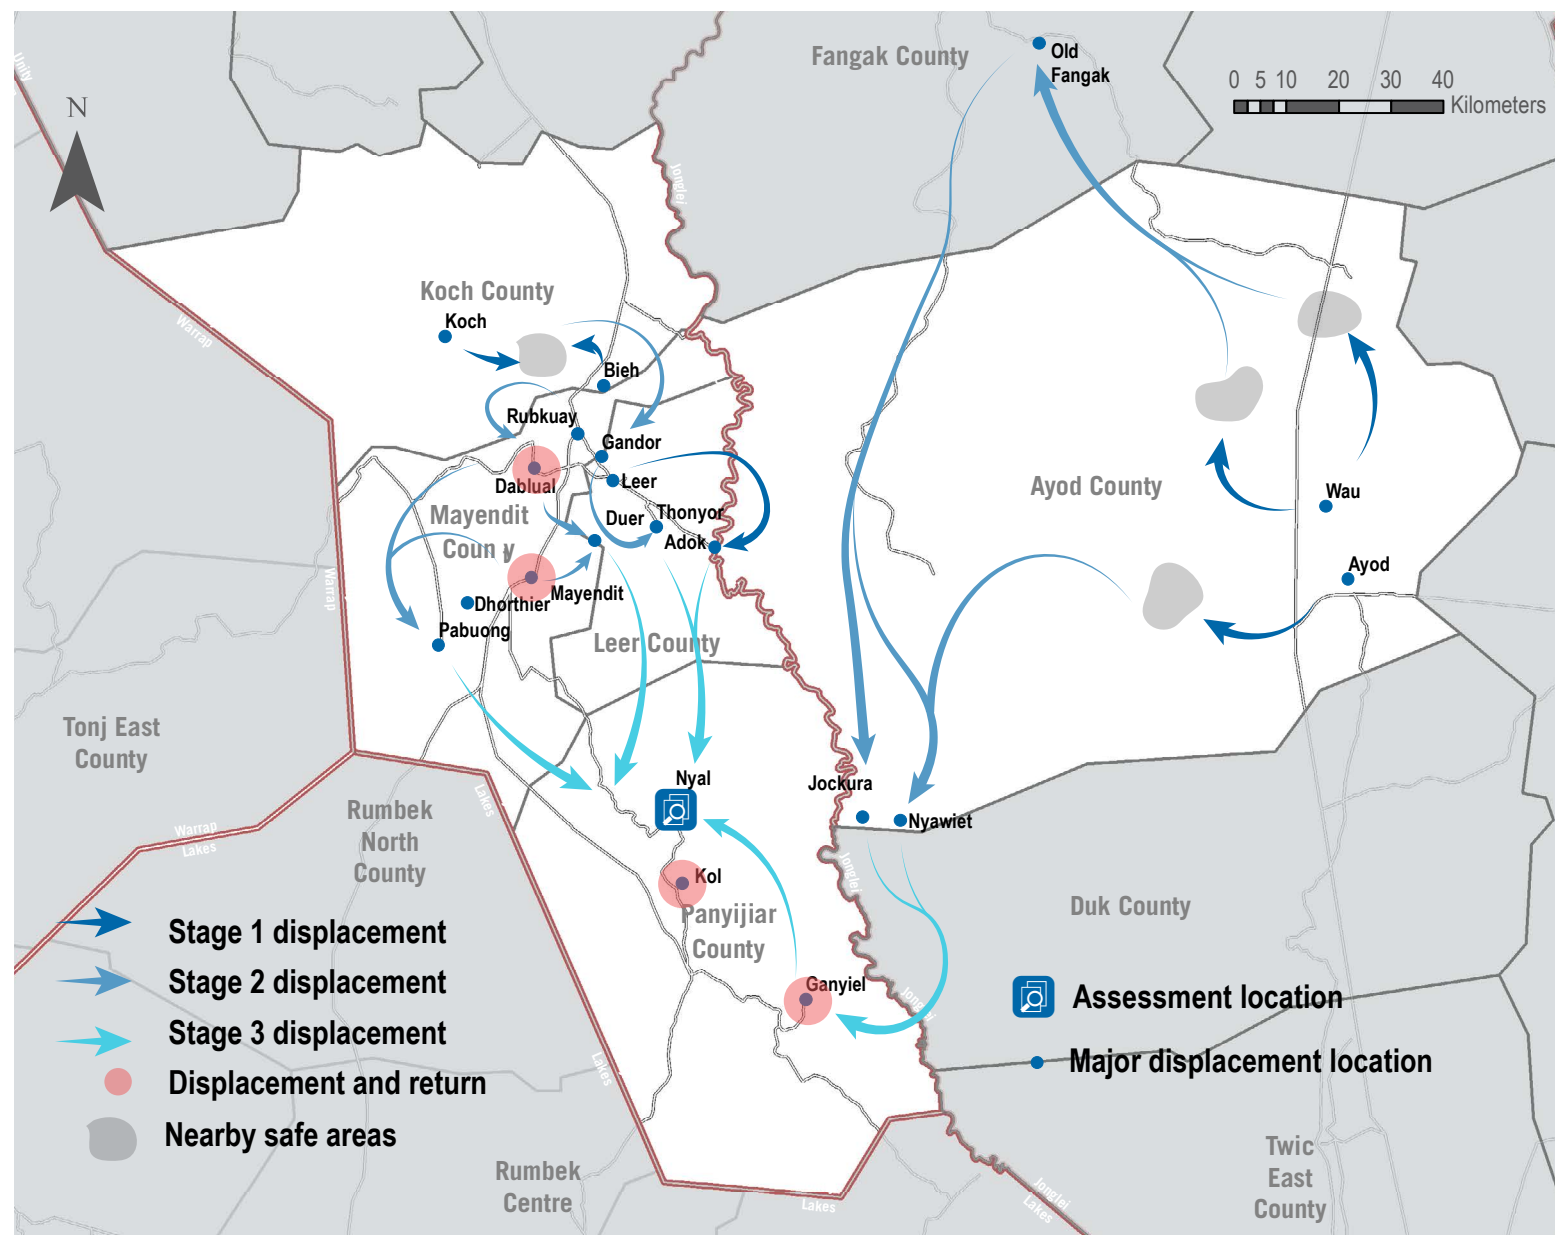 Unity
Fangak County
Old
Fangak
0 5 10 20 30 40
Kilometers
N
Jonglei
Warrap
Koch County
Koch
Bieh
Rubkuay
Gandor
Leer
Dablual
Mayendit
Coun y
Duer
Thonyor
Adok
Ayod County
Wau
Ayod
Warrap
Mayendit
Dhorthier
Pabuong
Leer County
Tonj East
County
Nyal
Jockura
Nyawiet
Rumbek
North
County
Lakes
Warrap
Lakes
Kol
Panyijiar
County
Jonglei
Duk County
Ganyiel
Jonglei
Stage 1 displacement
Stage 2 displacement
Stage 3 displacement
Displacement and return
Nearby safe areas
Lakes
Assessment location
Major displacement location
Rumbek
Centre
Lakes
Jonglei
Lakes
Twic
East
County